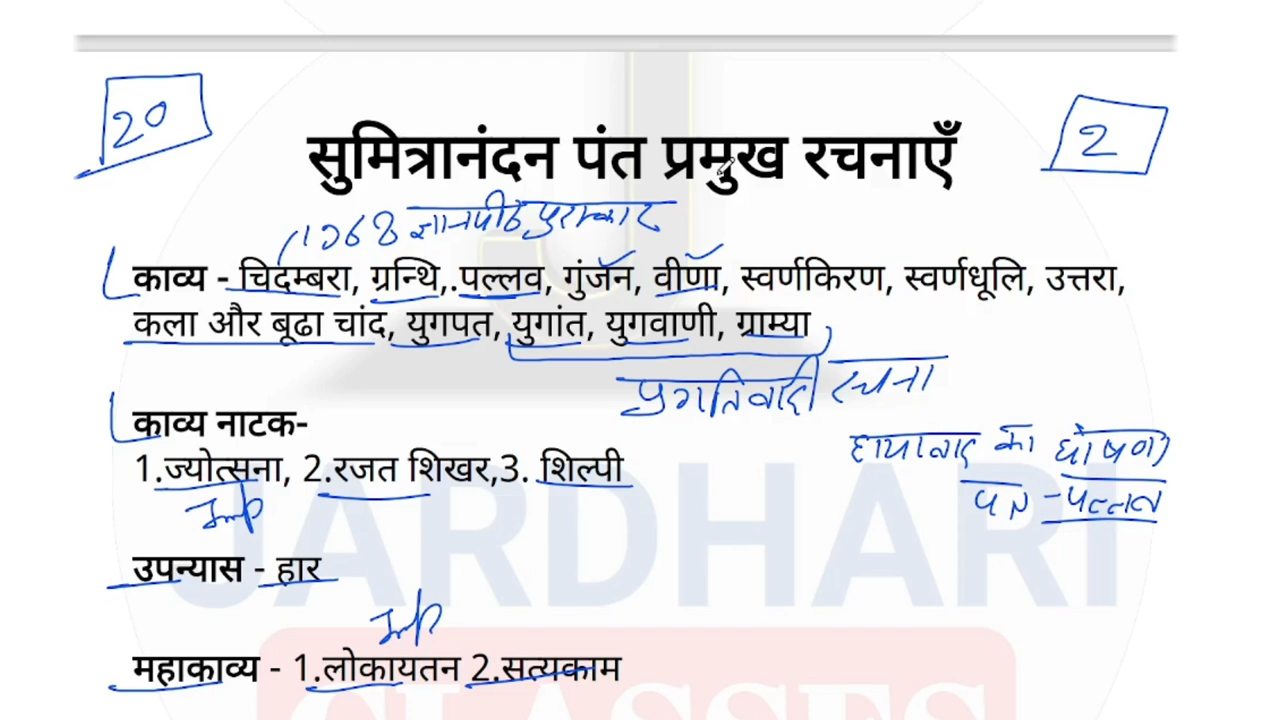 20
2
सुमित्रानंदन पंत प्रमुख रचनाएँ
1968 ज्ञानपीठ पुरस्कार
काव्य - चिदंम्बरा, ग्रन्थि,.पल्लव, गुंजॅन, वीणा, स्वर्णकिरण, स्वर्णधूलि, उत्तरा,
कला और बूढा चांद, युगपत, युगांत, युगवाणी, ग्राम्या
प्रगतिवादी रचना
काव्य नाटक-
छायावाद का घोषणा
1.ज्योत्सना, 2.रजत शिखर,3. शिल्पी
पत्र - पल्लव
Imp
उपन्यास - हार
Imp
महाकाव्य - 1.लोकायतन 2.सत्यकाम
JARDHARI
CLASSES